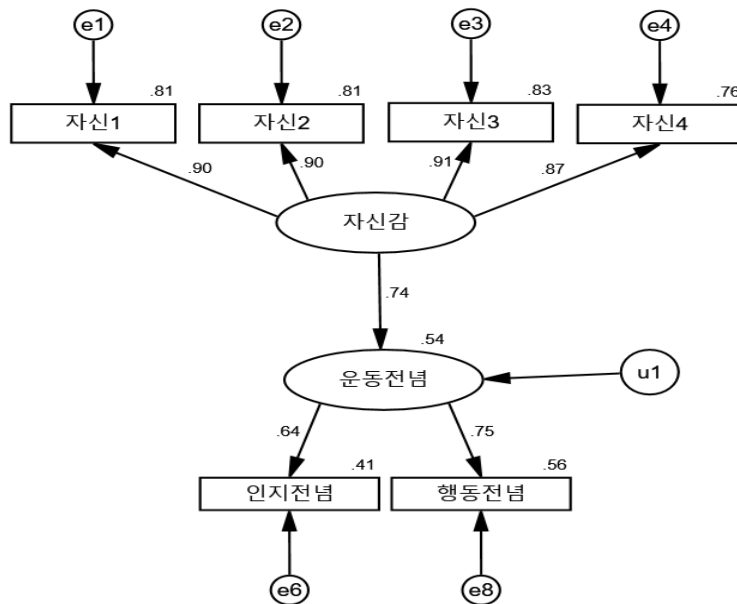 e1 e2 e3 e4
.81 .81 .83 .76
자신1 자신2 자신3 자신4
.90 .90 .91 .87
자신감
.74
.54
운동전념 u1
.64 .75
.41 .56
인지전념 행동전념
e6 e8